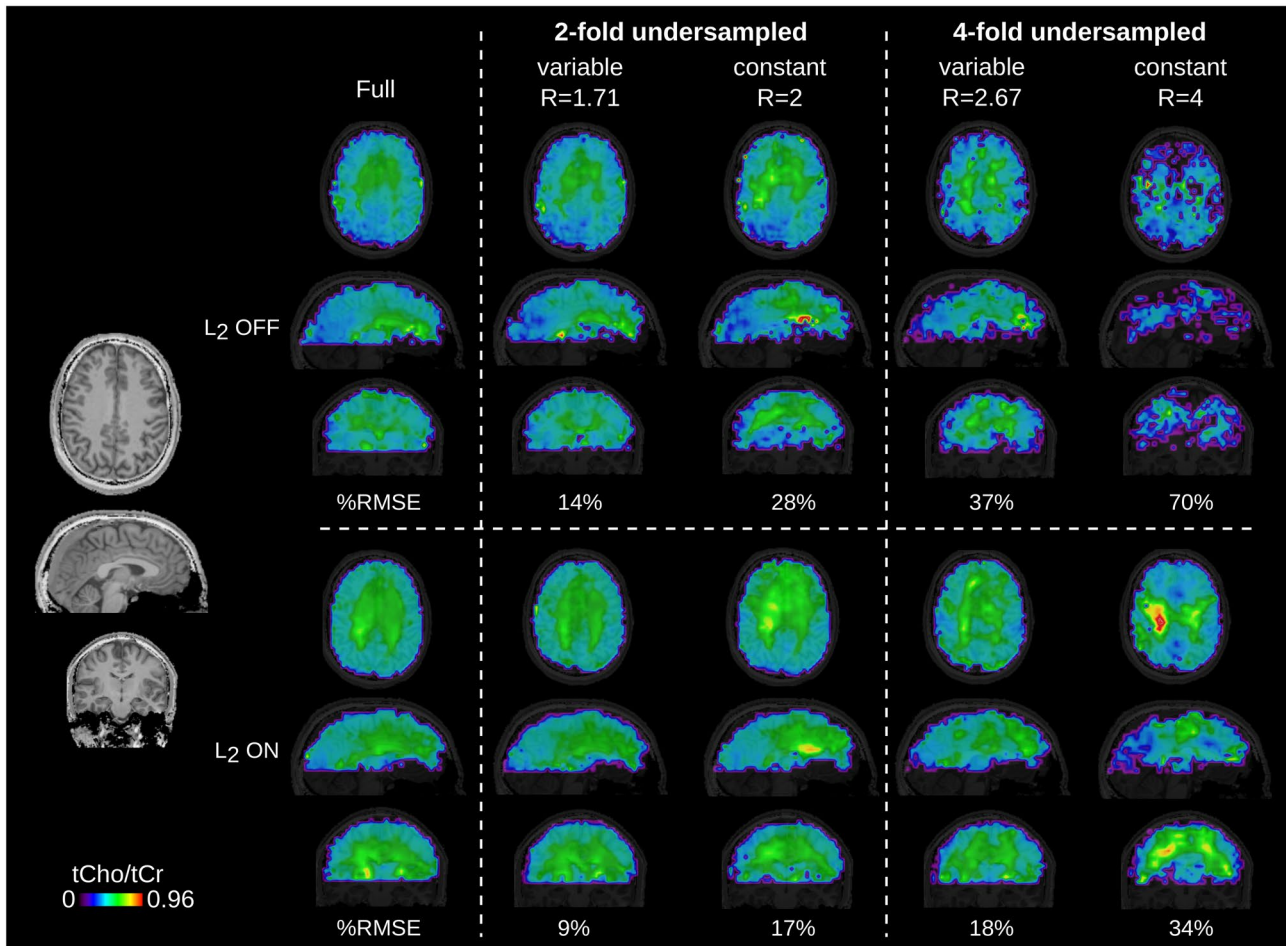 2-fold undersampled 4-fold undersampled
Full variable R=1.71 constant R=2 variable R=2.67 constant R=4
L2 OFF
%RMSE 14% 28% 37% 70%
L2 ON
tCho/tCr
0 0.96
%RMSE 9% 17% 18% 34%